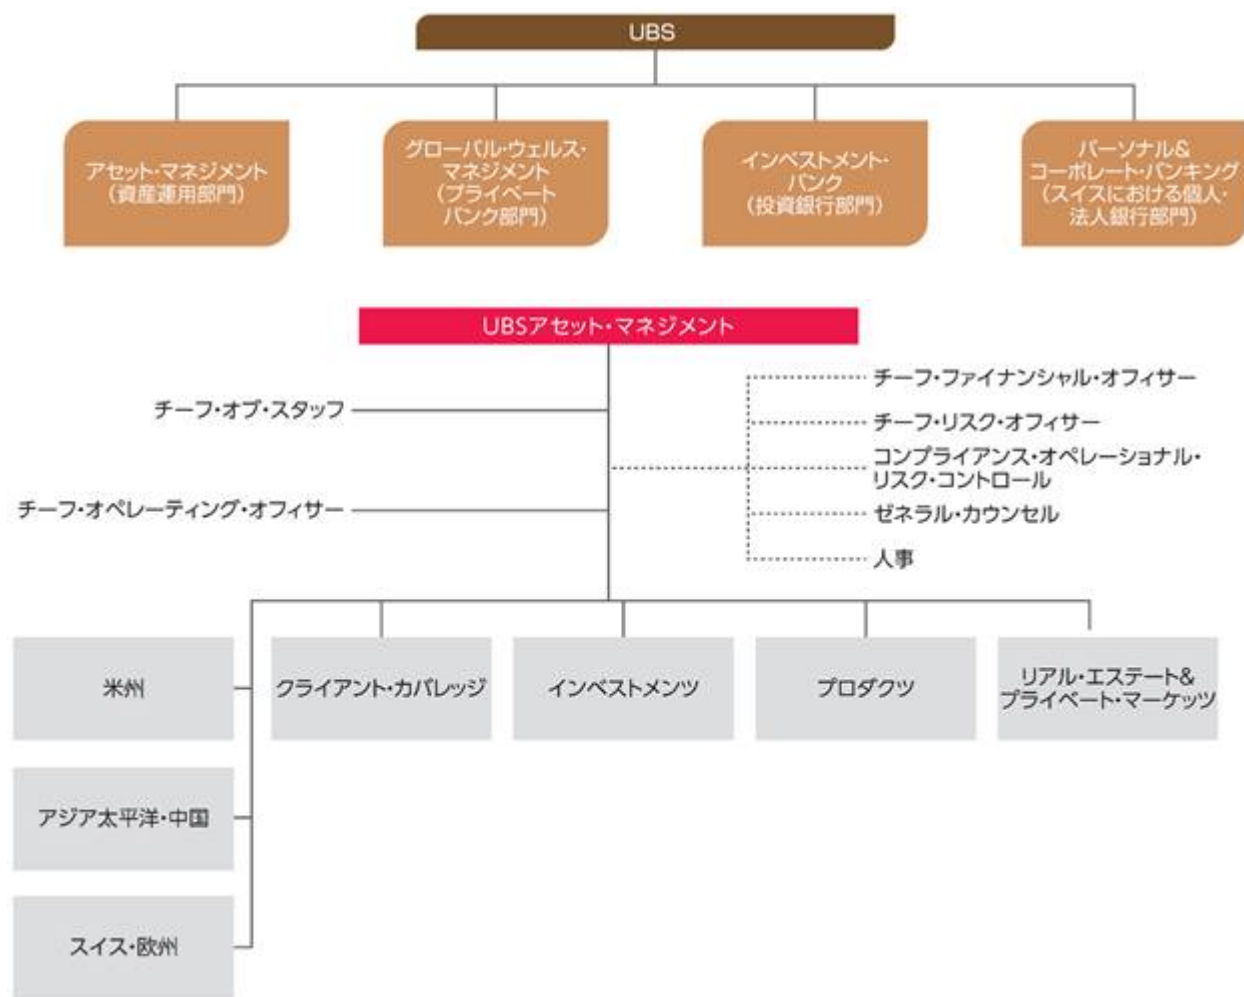 UBS
アセット・マネジメント
(資産運用部門)
グローバル・ウェルス・
マネジメント
(プライベート
バンク部門)
インベストメント・
バンク
(投資銀行部門)
パーソナル&
コーポレート・バンキング
(スイスにおける個人・
法人銀行部門)
UBSアセット・マネジメント
チーフ・オブ・スタッフ
チーフ・オペレーティング・オフィサー
チーフ・ファイナンシャル・オフィサー
チーフ・リスク・オフィサー
コンプライアンス・オペレーショナル・
リスク・コントロール
ゼネラル・カウンセル
人事
米州
クライアント・カバレッジ
インベストメンツ
プロダクツ
リアル・エステート&
プライベート・マーケッツ
アジア太平洋・中国
スイス・欧州